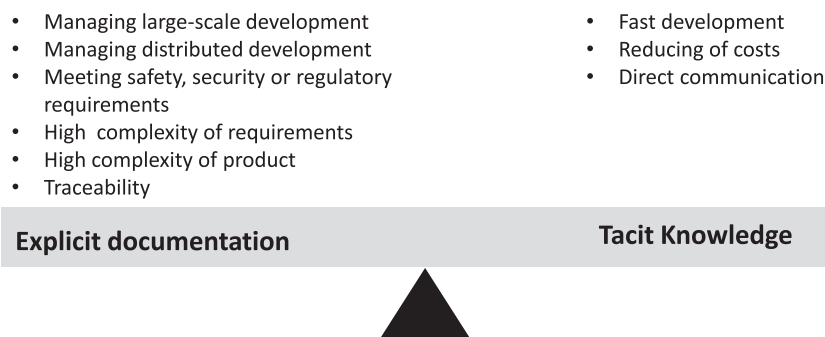 • Managing large-scale development
• Managing distributed development
• Meeting safety, security or regulatory
requirements
• High  complexity of requirements
• High complexity of product
• Traceability
• Fast development
• Reducing of costs
• Direct communication
Explicit documentation
Tacit Knowledge